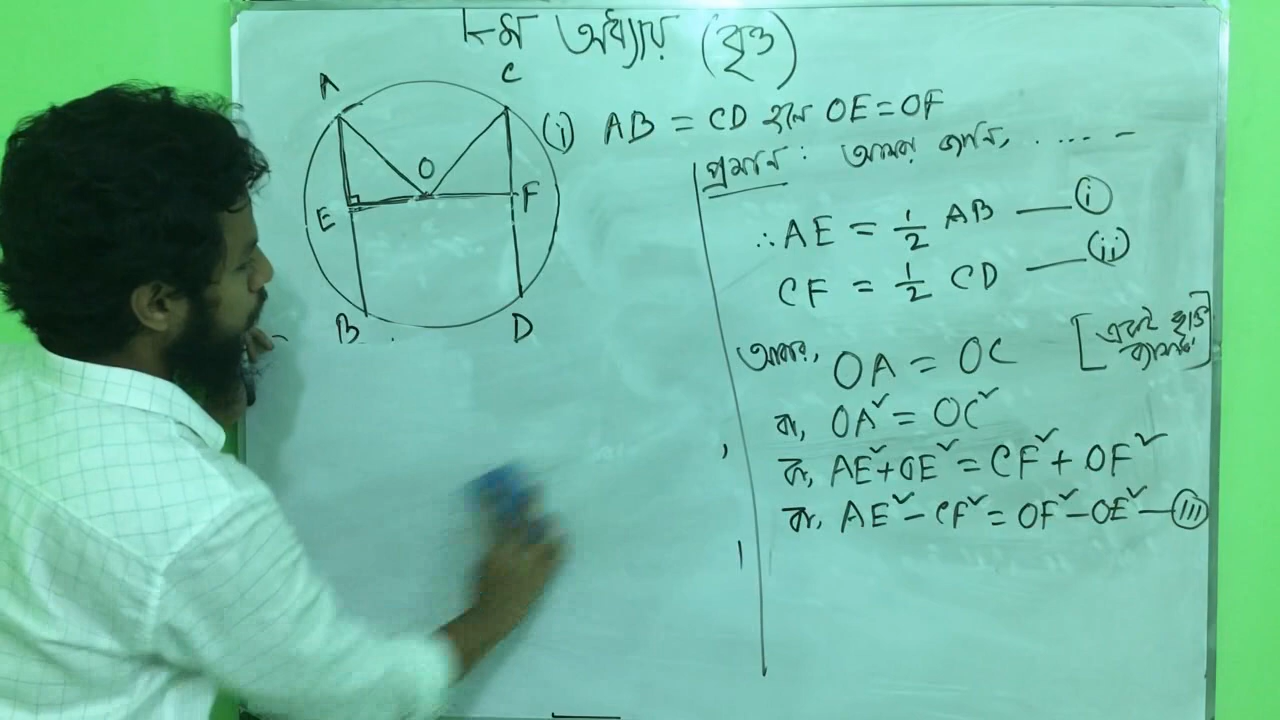 ৮ম অধ্যায় (বৃত্ত)
A
C
O
E
F
B
D
(i) AB = CD হলে OE = OF
প্রমাণ : আমরা জানি, . . . . . -
∴ AE = 1/2 AB — (i)
CF = 1/2 CD — (ii)
আবার, OA = OC [একই বৃত্তের ব্যাসার্ধ]
বা, OA² = OC²
বা, AE² + OE² = CF² + OF²
বা, AE² - CF² = OF² - OE² — (iii)